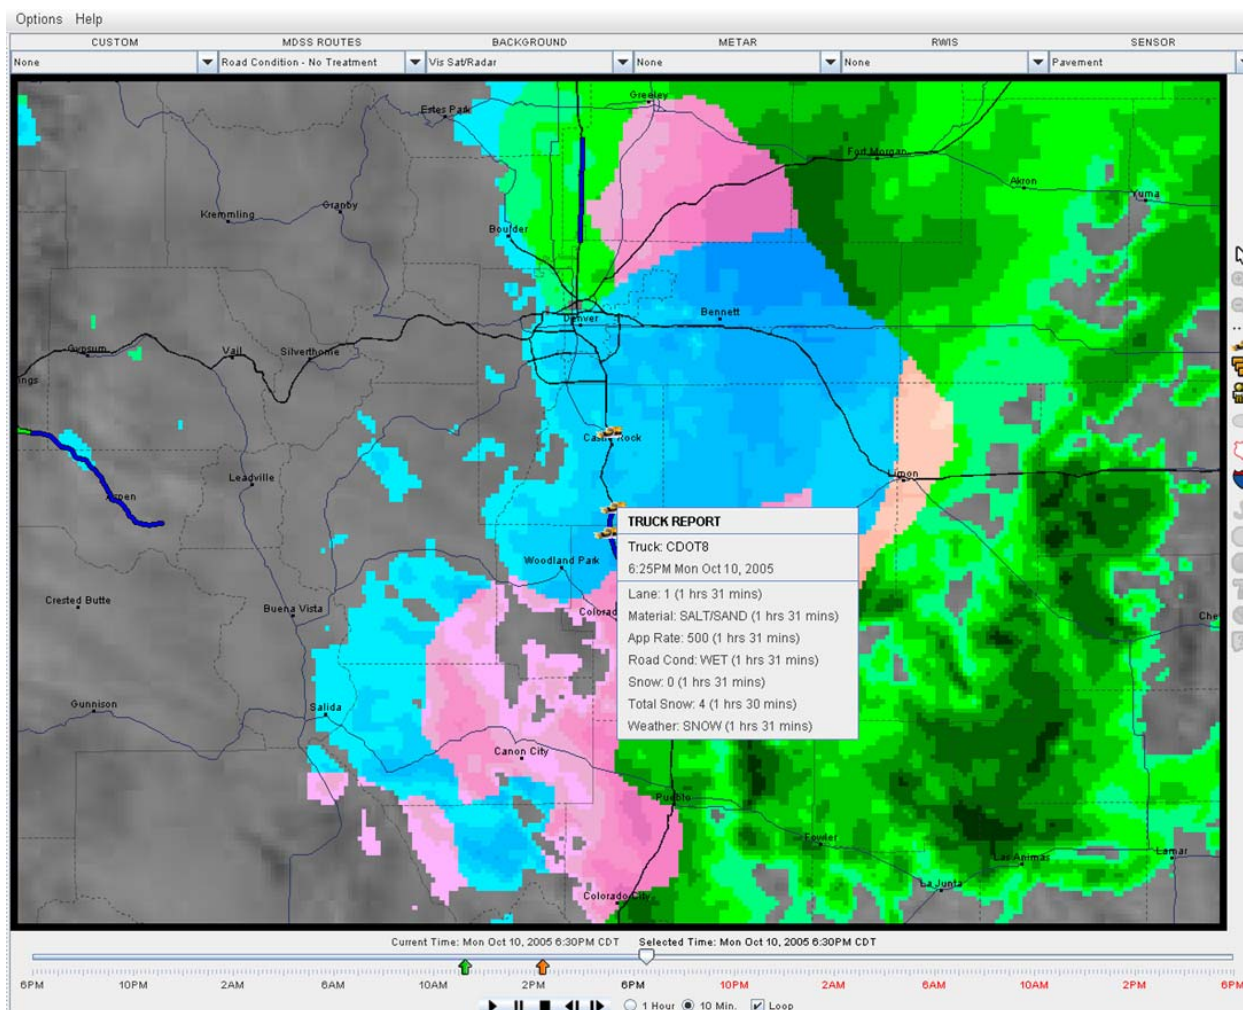 Options Help
CUSTOM MDSS ROUTES BACKGROUND METAR RWIS SENSOR
None Road Condition - No Treatment Vis Sat/Radar None None Pavement
Greeley
Estes Park
Fort Morgan
Akron
Yuma
Kremmling Granby
Boulder
Bennett
Denver
Gypsum Vail Silverthorne
ings
Castle Rock
Leadville
Limon
Aspen
TRUCK REPORT
Truck: CDOT8
6:25PM Mon Oct 10, 2005
Lane: 1 (1 hrs 31 mins)
Material: SALT/SAND (1 hrs 31 mins)
App Rate: 500 (1 hrs 31 mins)
Road Cond: WET (1 hrs 31 mins)
Snow: 0 (1 hrs 31 mins)
Total Snow: 4 (1 hrs 30 mins)
Weather: SNOW (1 hrs 31 mins)
Woodland Park
Crested Butte
Buena Vista
Colorado
Che
Gunnison
Salida
Canon City
Pueblo
Fowler
Las Animas
Lamar
La Junta
Colorado City
Current Time: Mon Oct 10, 2005 6:30PM CDT Selected Time: Mon Oct 10, 2005 6:30PM CDT
6PM 10PM 2AM 6AM 10AM 2PM 6PM 10PM 2AM 6AM 10AM 2PM 6PM
1 Hour 10 Min. Loop